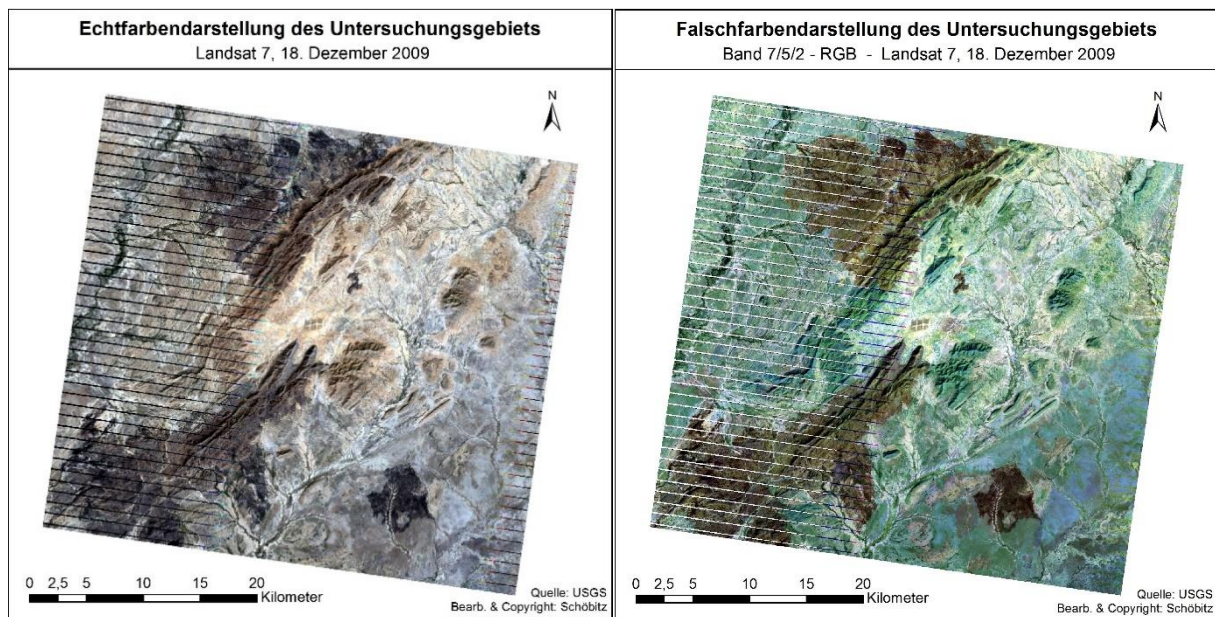 Echtfarbendarstellung des Untersuchungsgebiets
Landsat 7, 18. Dezember 2009
N
0 2,5 5 10 15 20
Kilometer
Quelle: USGS
Bearb. & Copyright: Schöbitz
Falschfarbendarstellung des Untersuchungsgebiets
Band 7/5/2 - RGB - Landsat 7, 18. Dezember 2009
N
0 2,5 5 10 15 20
Kilometer
Quelle: USGS
Bearb. & Copyright: Schöbitz